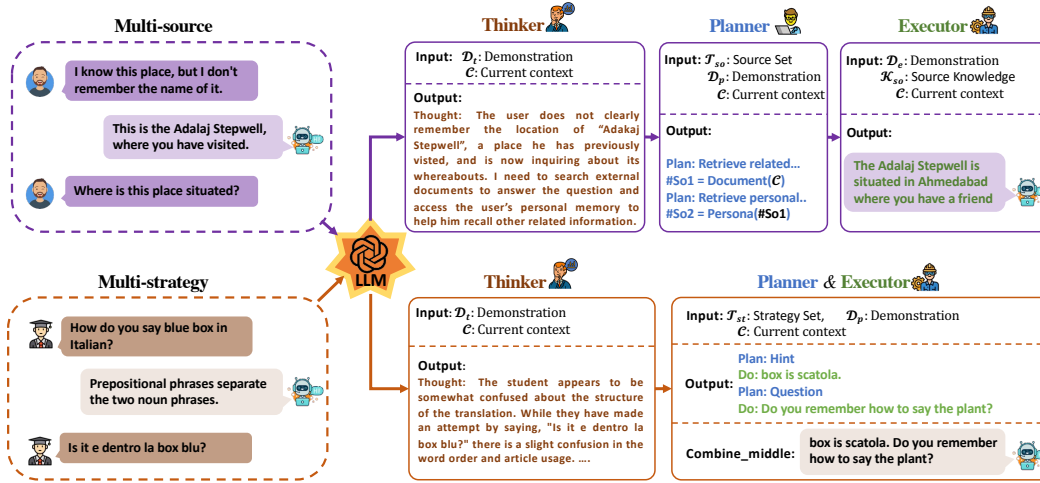 Multi-source
I know this place, but I don't
remember the name of it.
This is the Adalaj Stepwell,
where you have visited.
Where is this place situated?
Multi-strategy
How do you say blue box in
Italian?
Prepositional phrases separate
the two noun phrases.
Is it e dentro la box blu?
LLM
Thinker
Input: 𝒟t: Demonstration
𝒞: Current context
Output:
Thought: The user does not clearly
remember the location of "Adakaj
Stepwell", a place he has previously
visted, and is now inquiring about its
whereabouts. I need to search external
documents to answer the question and
access the user's personal memory to
help him recall other related information.
Planner
Input: 𝒯so: Source Set
𝒟p: Demonstration
𝒞: Current context
Output:
Plan: Retrieve related...
#So1 = Document(𝒞)
Plan: Retrieve personal..
#So2 = Persona(#So1)
Executor
Input: 𝒟e: Demonstration
𝒦so: Source Knowledge
𝒞: Current context
Output:
The Adalaj Stepwell is
situated in Ahmedabad
where you have a friend
Thinker
Input: 𝒟t: Demonstration
𝒞: Current context
Output:
Thought: The student appears to be
somewhat confused about the
structure of the translation. While they have made
an attempt by saying, "Is it e dentro la
box blu?" there is a slight confusion in the
word order and article usage. ....
Planner & Executor
Input: 𝒯st: Strategy Set, 𝒟p: Demonstration
𝒞: Current context
Output:
Plan: Hint
Do: box is scatola.
Plan: Question
Do: Do you remember how to say the plant?
Combine_middle:
box is scatola. Do you remember
how to say the plant?